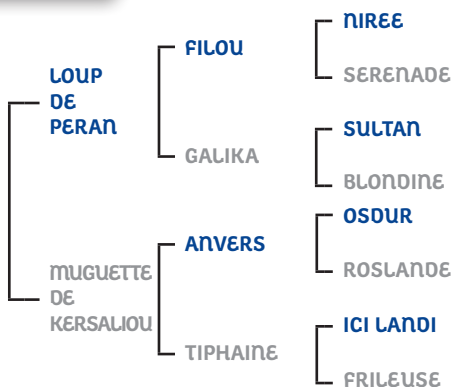 NIREE
FILOU
SERENADE
LOUP
DE
PERAN
SULTAN
GALIKA
BLONDINE
OSDUR
ANVERS
ROSLANDE
MUGUETTE
DE
KERSALIOU
ICI LANDI
TIPHAINE
FRILEUSE